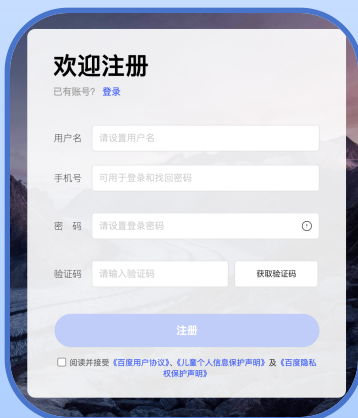 欢迎注册
已有账号？ 登录
用户名 请设置用户名
手机号 可用于登录和找回密码
密 码 请设置登录密码
验证码 请输入验证码 获取验证码
注册
阅读并接受《百度用户协议》、《儿童个人信息保护声明》及《百度隐私
权保护声明》